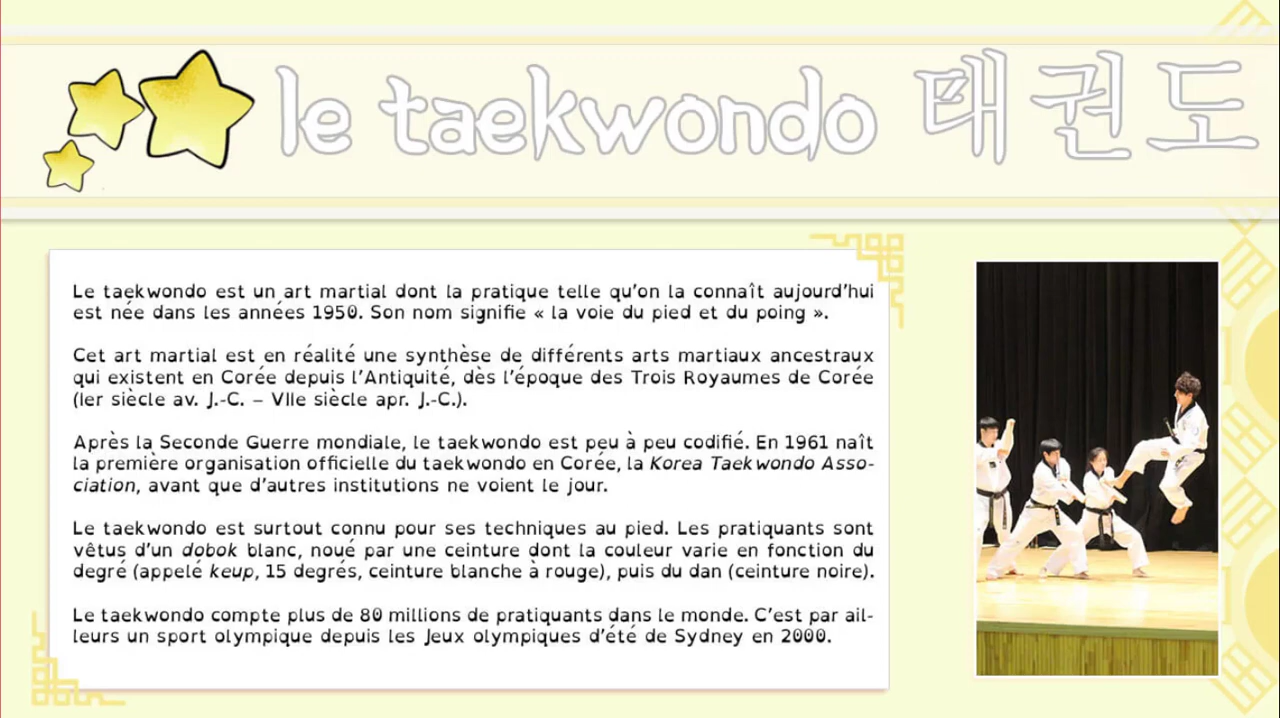 le taekwondo 태권도
Le taekwondo est un art martial dont la pratique telle qu’on la connaît aujourd’hui
est née dans les années 1950. Son nom signifie « la voie du pied et du poing ».
Cet art martial est en réalité une synthèse de différents arts martiaux ancestraux
qui existent en Corée depuis l’Antiquité, dès l’époque des Trois Royaumes de Corée
(Ier siècle av. J.-C. – VIIe siècle apr. J.-C.).
Après la Seconde Guerre mondiale, le taekwondo est peu à peu codifié. En 1961 naît
la première organisation officielle du taekwondo en Corée, la Korea Taekwondo Asso-
ciation, avant que d’autres institutions ne voient le jour.
Le taekwondo est surtout connu pour ses techniques au pied. Les pratiquants sont
vêtus d’un dobok blanc, noué par une ceinture dont la couleur varie en fonction du
degré (appelé keup, 15 degrés, ceinture blanche à rouge), puis du dan (ceinture noire).
Le taekwondo compte plus de 80 millions de pratiquants dans le monde. C’est par ail-
leurs un sport olympique depuis les Jeux olympiques d’été de Sydney en 2000.